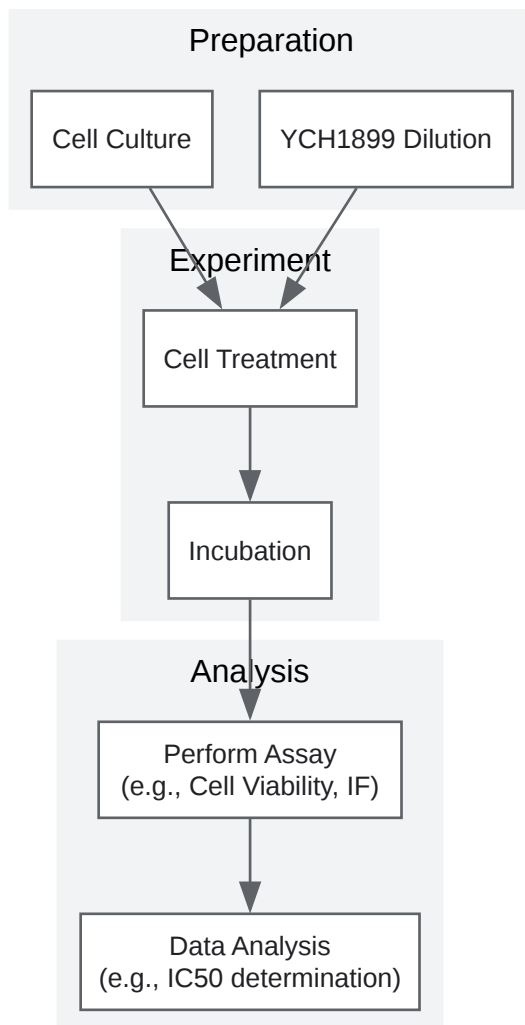 Preparation
Cell Culture
YCH1899 Dilution
Experiment
Cell Treatment
Incubation
Analysis
Perform Assay
(e.g., Cell Viability, IF)
Data Analysis
(e.g., IC50 determination)